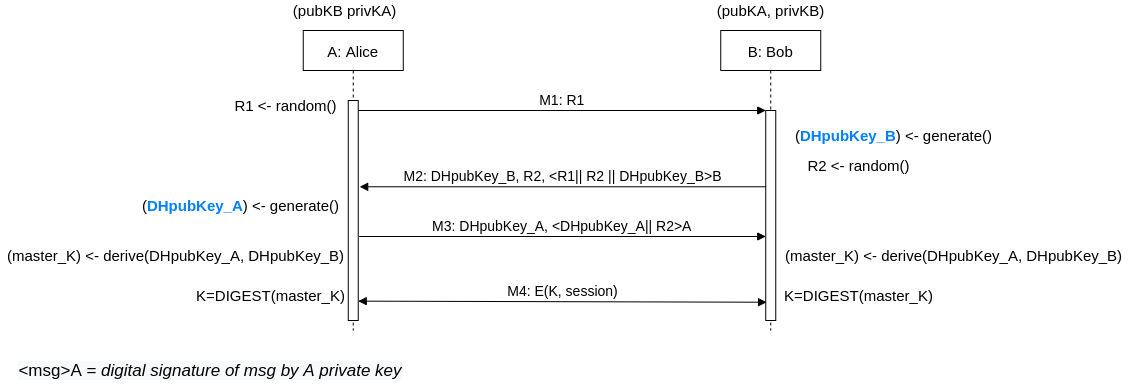 (pubKB privKA)
(pubKA, privKB)
A: Alice
B: Bob
R1 <- random()
M1: R1
(DHpubKey_B) <- generate()
R2 <- random()
M2: DHpubKey_B, R2, <R1|| R2 || DHpubKey_B>B
(DHpubKey_A) <- generate()
M3: DHpubKey_A, <DHpubKey_A|| R2>A
(master_K) <- derive(DHpubKey_A, DHpubKey_B)
(master_K) <- derive(DHpubKey_A, DHpubKey_B)
K=DIGEST(master_K)
M4: E(K, session)
K=DIGEST(master_K)
<msg>A = digital signature of msg by A private key